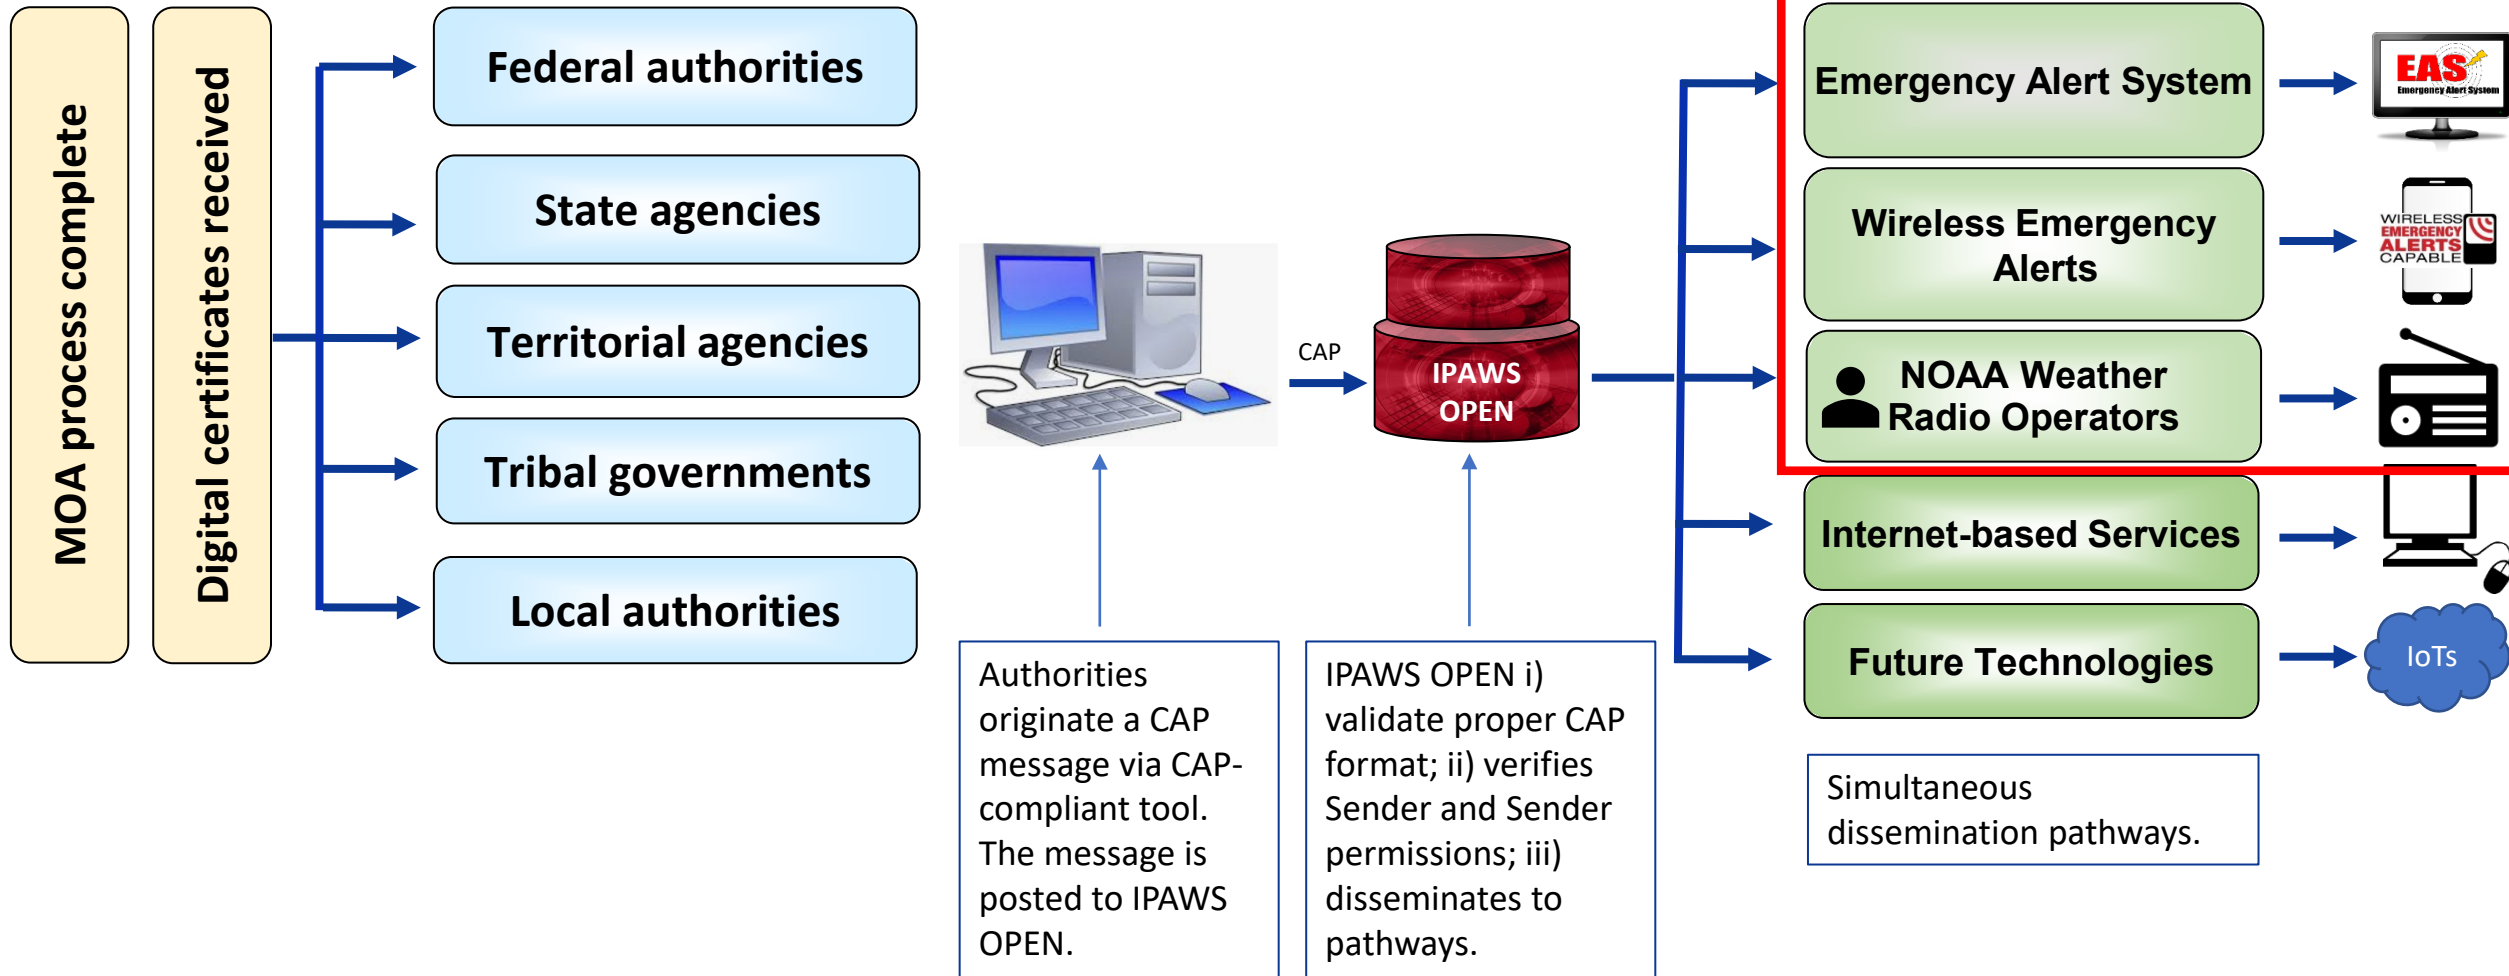 MOA process complete
Digital certificates received
Federal authorities
State agencies
Territorial agencies
Tribal governments
Local authorities
CAP
IPAWS
OPEN
Authorities
originate a CAP
message via CAP-
compliant tool.
The message is
posted to IPAWS
OPEN.
IPAWS OPEN i)
validate proper CAP
format; ii) verifies
Sender and Sender
permissions; iii)
disseminates to
pathways.
Emergency Alert System
EAS
Emergency Alert System
Wireless Emergency
Alerts
WIRELESS
EMERGENCY
ALERTS
CAPABLE
NOAA Weather
Radio Operators
Internet-based Services
Future Technologies
IoTs
Simultaneous
dissemination pathways.